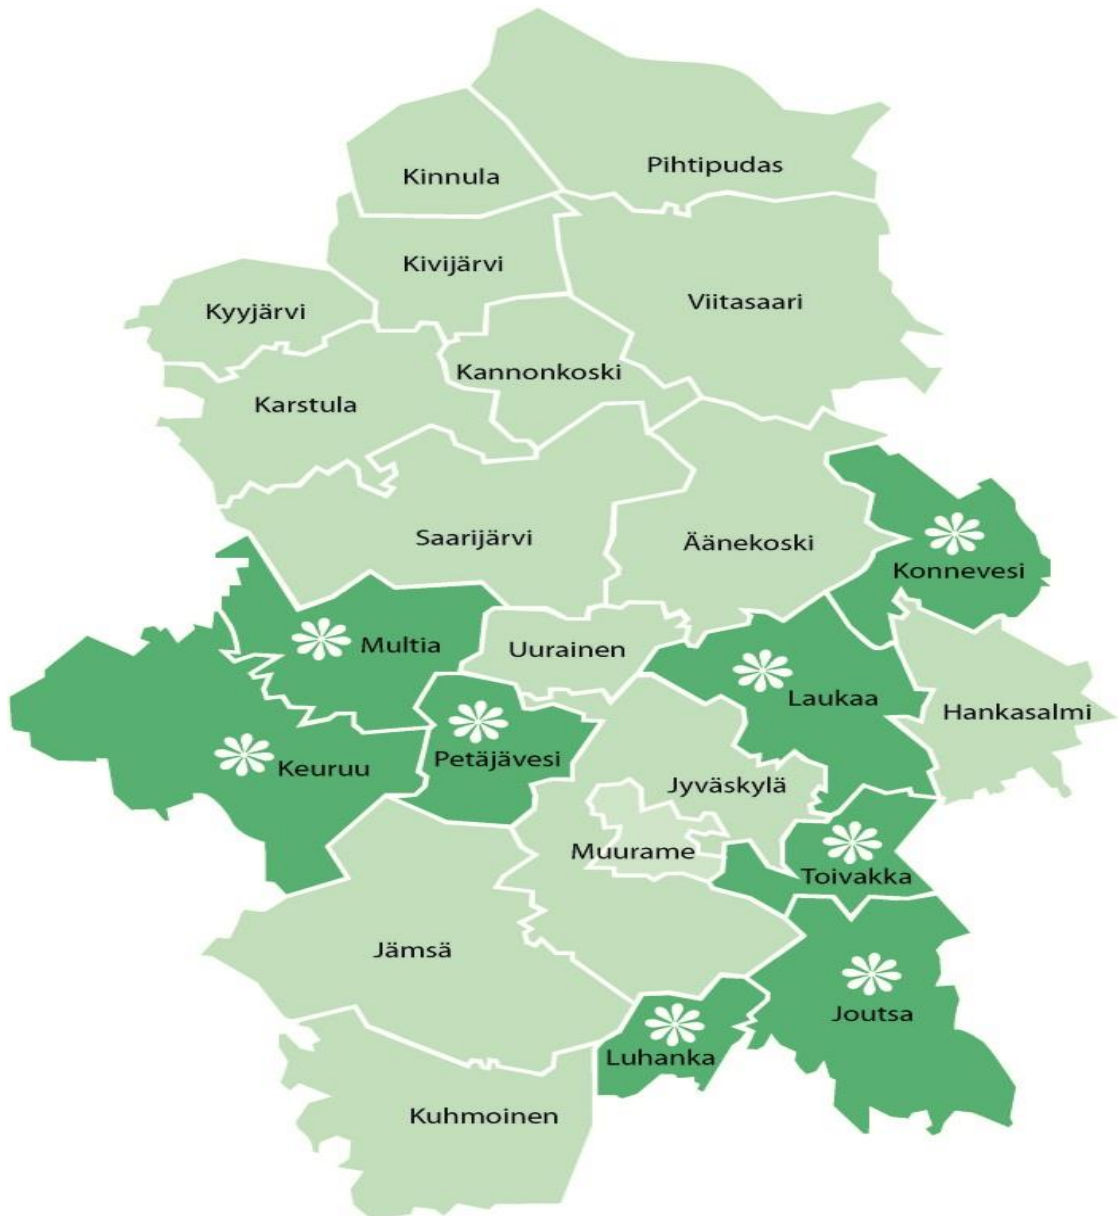 Pihtipudas
Kinnula
Kivijärvi
Viitasaari
Kyyjärvi
Kannonkoski
Karstula
Saarijärvi
Äänekoski
Konnevesi
Multia
Uurainen
Laukaa
Hankasalmi
Petäjävesi
Keuruu
Jyväskylä
Muurame
Toivakka
Jämsä
Joutsa
Luhanka
Kuhmoinen